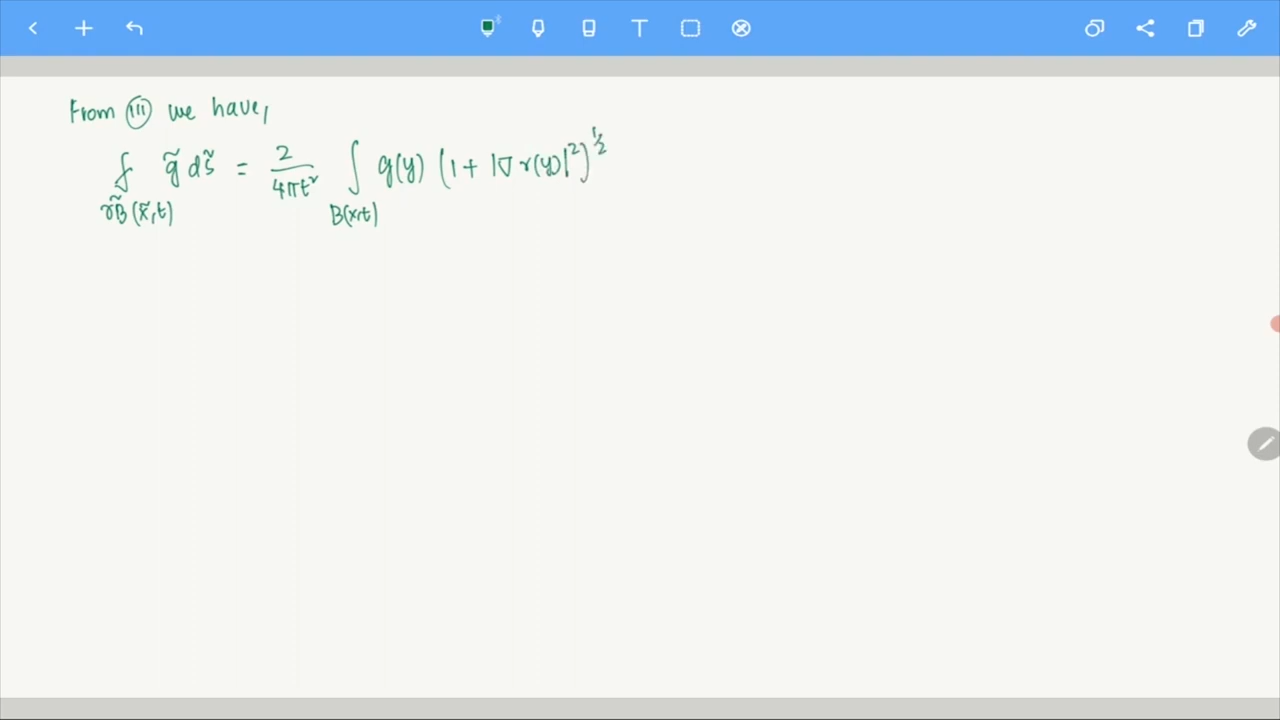 From (III) we have,
⨍ g̃ ds̃ = 2/4πt² ∫ g(y) (1 + |∇r(y)|²)^½
∂B̃(x̄,t) B(x,t)
T